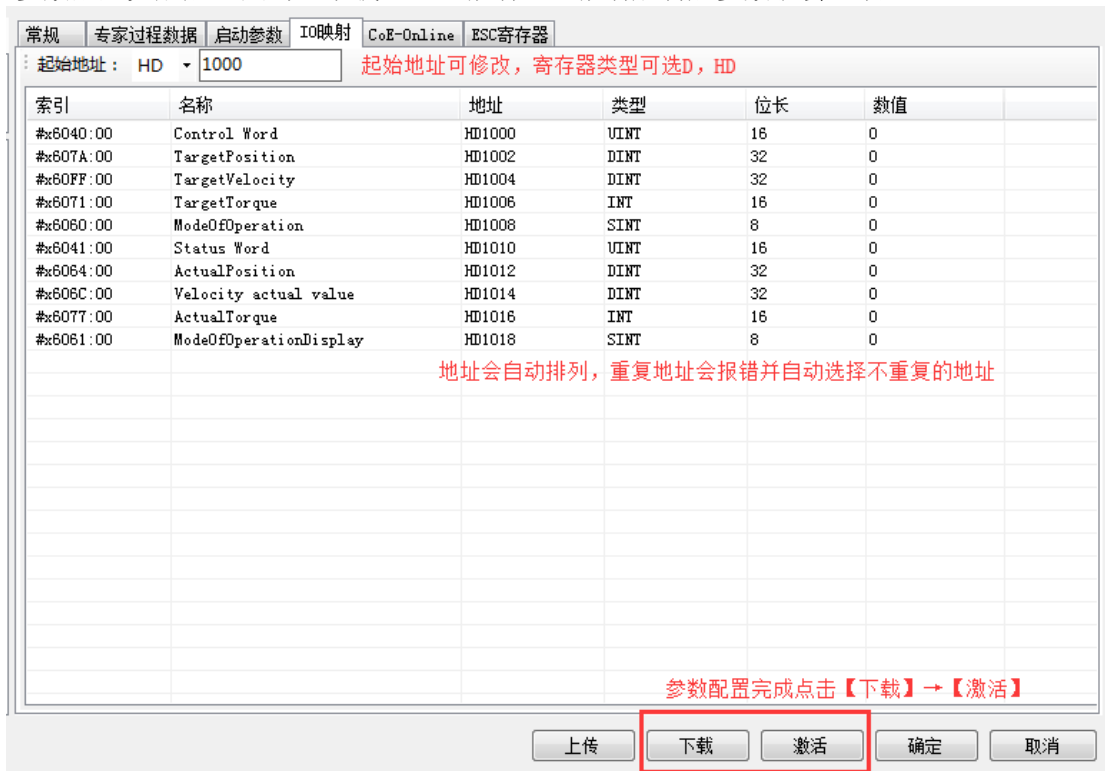 常规 专家过程数据 启动参数 IO映射 CoE-Online ESC寄存器
起始地址： HD 1000 起始地址可修改，寄存器类型可选D，HD
索引 名称 地址 类型 位长 数值
#x6040:00 Control Word HD1000 UINT 16 0
#x607A:00 TargetPosition HD1002 DINT 32 0
#x60FF:00 TargetVelocity HD1004 DINT 32 0
#x6071:00 TargetTorque HD1006 INT 16 0
#x6060:00 ModeOfOperation HD1008 SINT 8 0
#x6041:00 Status Word HD1010 UINT 16 0
#x6064:00 ActualPosition HD1012 DINT 32 0
#x606C:00 Velocity actual value HD1014 DINT 32 0
#x6077:00 ActualTorque HD1016 INT 16 0
#x6061:00 ModeOfOperationDisplay HD1018 SINT 8 0
地址会自动排列，重复地址会报错并自动选择不重复的地址
参数配置完成点击【下载】→【激活】
上传 下载 激活 确定 取消